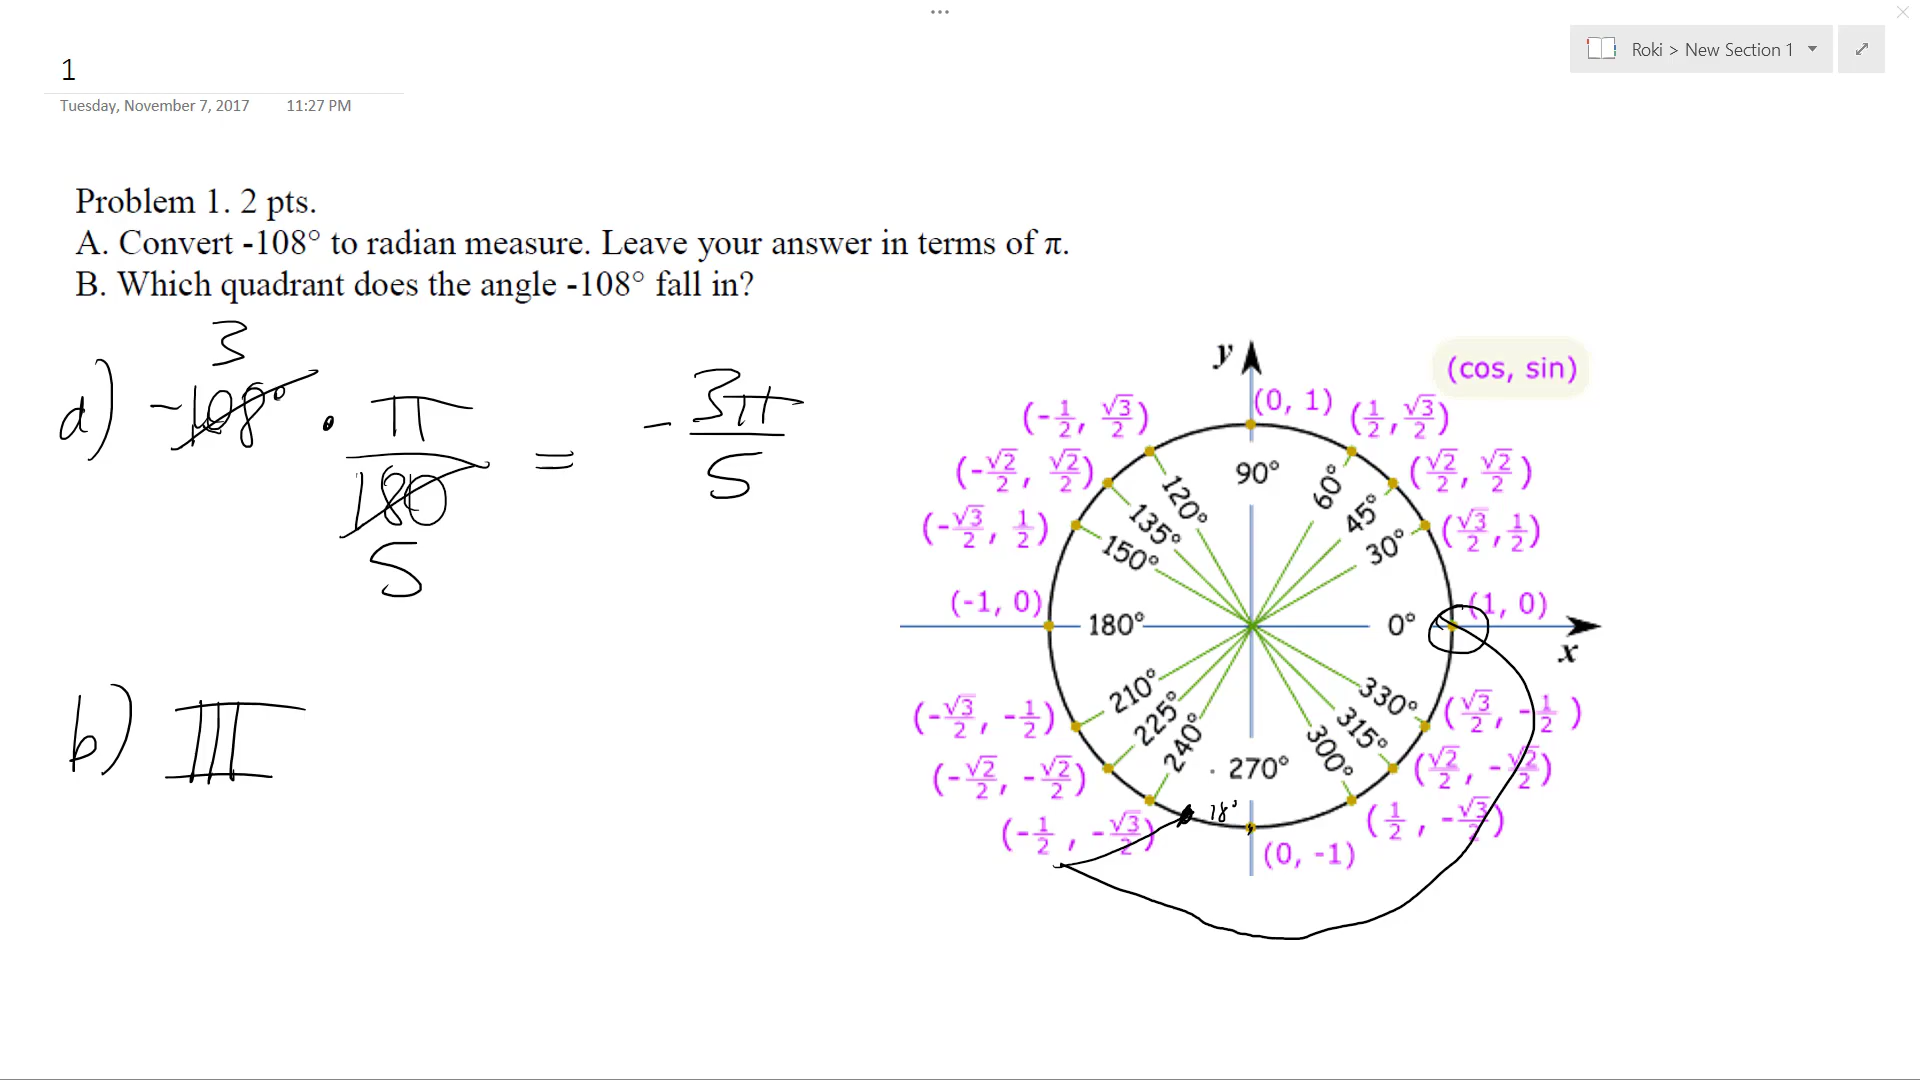 ...
Roki > New Section 1
1
Tuesday, November 7, 2017 11:27 PM
Problem 1. 2 pts.
A. Convert -108° to radian measure. Leave your answer in terms of π.
B. Which quadrant does the angle -108° fall in?
3
a) -108° · π/180 = - 3π/5
5
b) III
y
(cos, sin)
(0, 1)
(-1/2, √3/2) (1/2, √3/2)
(-√2/2, √2/2) 90° (√2/2, √2/2)
120° 60°
135° 45°
(-√3/2, 1/2) (√3/2, 1/2)
150° 30°
(-1, 0) (1, 0)
180° 0°
x
210° 330°
(-√3/2, -1/2) (√3/2, -1/2)
225° 315°
240° 300°
(-√2/2, -√2/2) · 270° (√2/2, -√2/2)
18°
(-1/2, -√3/2) (1/2, -√3/2)
(0, -1)